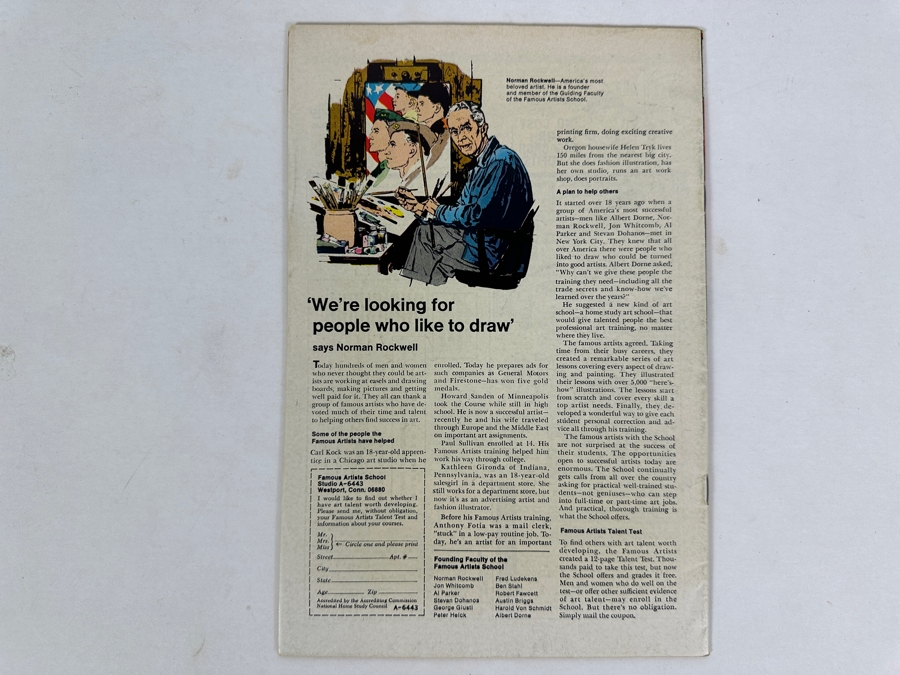 Norman Rockwell—America's most
beloved artist. He is a founder
and member of the Guiding Faculty
of the Famous Artists School.
'We're looking for
people who like to draw'
says Norman Rockwell
Today hundreds of men and women
who never thought they could be art-
ists are working at easels and drawing
boards, making pictures and getting
well paid for it. They all can thank a
group of famous artists who have de-
voted much of their time and talent
to helping others find success in art.
Some of the people the
Famous Artists have helped
Carl Kock was an 18-year-old appren-
tice in a Chicago art studio when he
Famous Artists School
Studio A-6443
Westport, Conn. 06880
I would like to find out whether I
have art talent worth developing.
Please send me, without obligation,
your Famous Artists Talent Test and
information about your courses.
Mr.
Mrs.
Miss
Circle one and please print
Street Apt. #
City
State
Age Zip
Accredited by the Accrediting Commission
National Home Study Council A-6443
enrolled. Today he prepares ads for
such companies as General Motors
and Firestone—has won five gold
medals.
Howard Sanden of Minneapolis
took the Course while still in high
school. He is now a successful artist—
recently he and his wife traveled
through Europe and the Middle East
on important art assignments.
Paul Sullivan enrolled at 14. His
Famous Artists training helped him
work his way through college.
Kathleen Gironda of Indiana,
Pennsylvania, was an 18-year-old
salesgirl in a department store. She
still works for a department store, but
now it's as an advertising artist and
fashion illustrator.
Before his Famous Artists training,
Anthony Fotia was a mail clerk,
"stuck" in a low-pay routine job. To-
day, he's an artist for an important
Founding Faculty of the
Famous Artists School
Norman Rockwell Fred Ludekens
Jon Whitcomb Ben Stahl
Al Parker Robert Fawcett
Stevan Dohanos Austin Briggs
George Giusti Harold Von Schmidt
Peter Helck Albert Dorne
printing firm, doing exciting creative
work.
Oregon housewife Helen Tryk lives
150 miles from the nearest big city.
But she does fashion illustration, has
her own studio, runs an art work
shop, does portraits.
A plan to help others
It started over 18 years ago when a
group of America's most successful
artists—men like Albert Dorne, Nor-
man Rockwell, Jon Whitcomb, Al
Parker and Stevan Dohanos—met in
New York City. They knew that all
over America there were people who
liked to draw who could be turned
into good artists. Albert Dorne asked,
"Why can't we give these people the
training they need—including all the
trade secrets and know-how we've
learned over the years?"
He suggested a new kind of art
school—a home study art school—that
would give talented people the best
professional art training, no matter
where they live.
The famous artists agreed. Taking
time from their busy careers, they
created a remarkable series of art
lessons covering every aspect of draw-
ing and painting. They illustrated
their lessons with over 5,000 "here's-
how" illustrations. The lessons start
from scratch and cover every skill a
top artist needs. Finally, they de-
veloped a wonderful way to give each
student personal correction and ad-
vice all through his training.
The famous artists with the School
are not surprised at the success of
their students. The opportunities
open to successful artists today are
enormous. The School continually
gets calls from all over the country
asking for practical well-trained stu-
dents—not geniuses—who can step
into full-time or part-time art jobs.
And practical, thorough training is
what the School offers.
Famous Artists Talent Test
To find others with art talent worth
developing, the Famous Artists
created a 12-page Talent Test. Thou-
sands paid to take this test, but now
the School offers and grades it free.
Men and women who do well on the
test—or offer other sufficient evidence
of art talent—may enroll in the
School. But there's no obligation.
Simply mail the coupon.